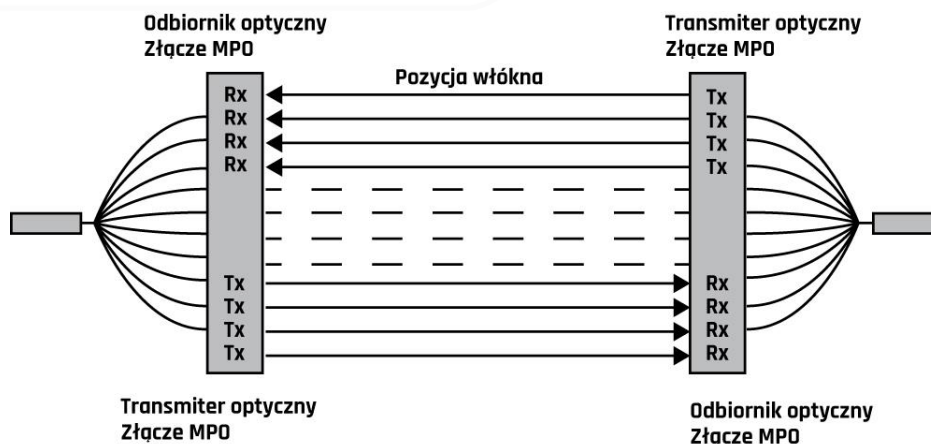 Odbiornik optyczny
Złącze MPO
Transmiter optyczny
Złącze MPO
Pozycja włókna
Rx
Rx
Rx
Rx
Tx
Tx
Tx
Tx
Tx
Tx
Tx
Tx
Rx
Rx
Rx
Rx
Transmiter optyczny
Złącze MPO
Odbiornik optyczny
Złącze MPO